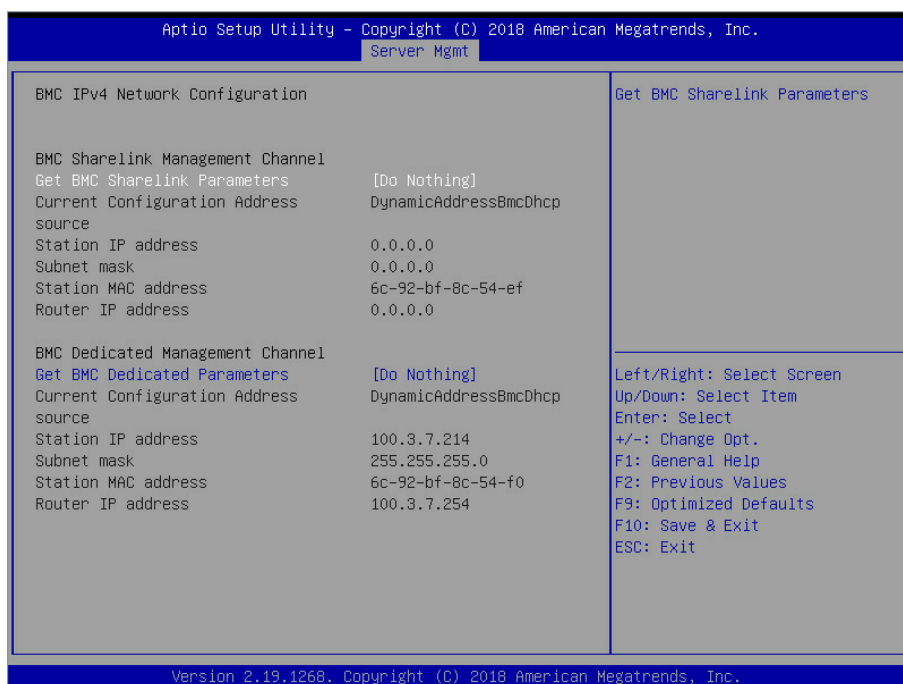 Aptio Setup Utility – Copyright (C) 2018 American Megatrends, Inc.
Server Mgmt
BMC IPv4 Network Configuration
BMC Sharelink Management Channel
Get BMC Sharelink Parameters [Do Nothing]
Current Configuration Address DynamicAddressBmcDhcp
source
Station IP address 0.0.0.0
Subnet mask 0.0.0.0
Station MAC address 6c-92-bf-8c-54-ef
Router IP address 0.0.0.0
BMC Dedicated Management Channel
Get BMC Dedicated Parameters [Do Nothing]
Current Configuration Address DynamicAddressBmcDhcp
source
Station IP address 100.3.7.214
Subnet mask 255.255.255.0
Station MAC address 6c-92-bf-8c-54-f0
Router IP address 100.3.7.254
Get BMC Sharelink Parameters
Left/Right: Select Screen
Up/Down: Select Item
Enter: Select
+/-: Change Opt.
F1: General Help
F2: Previous Values
F9: Optimized Defaults
F10: Save & Exit
ESC: Exit
Version 2.19.1268. Copyright (C) 2018 American Megatrends, Inc.